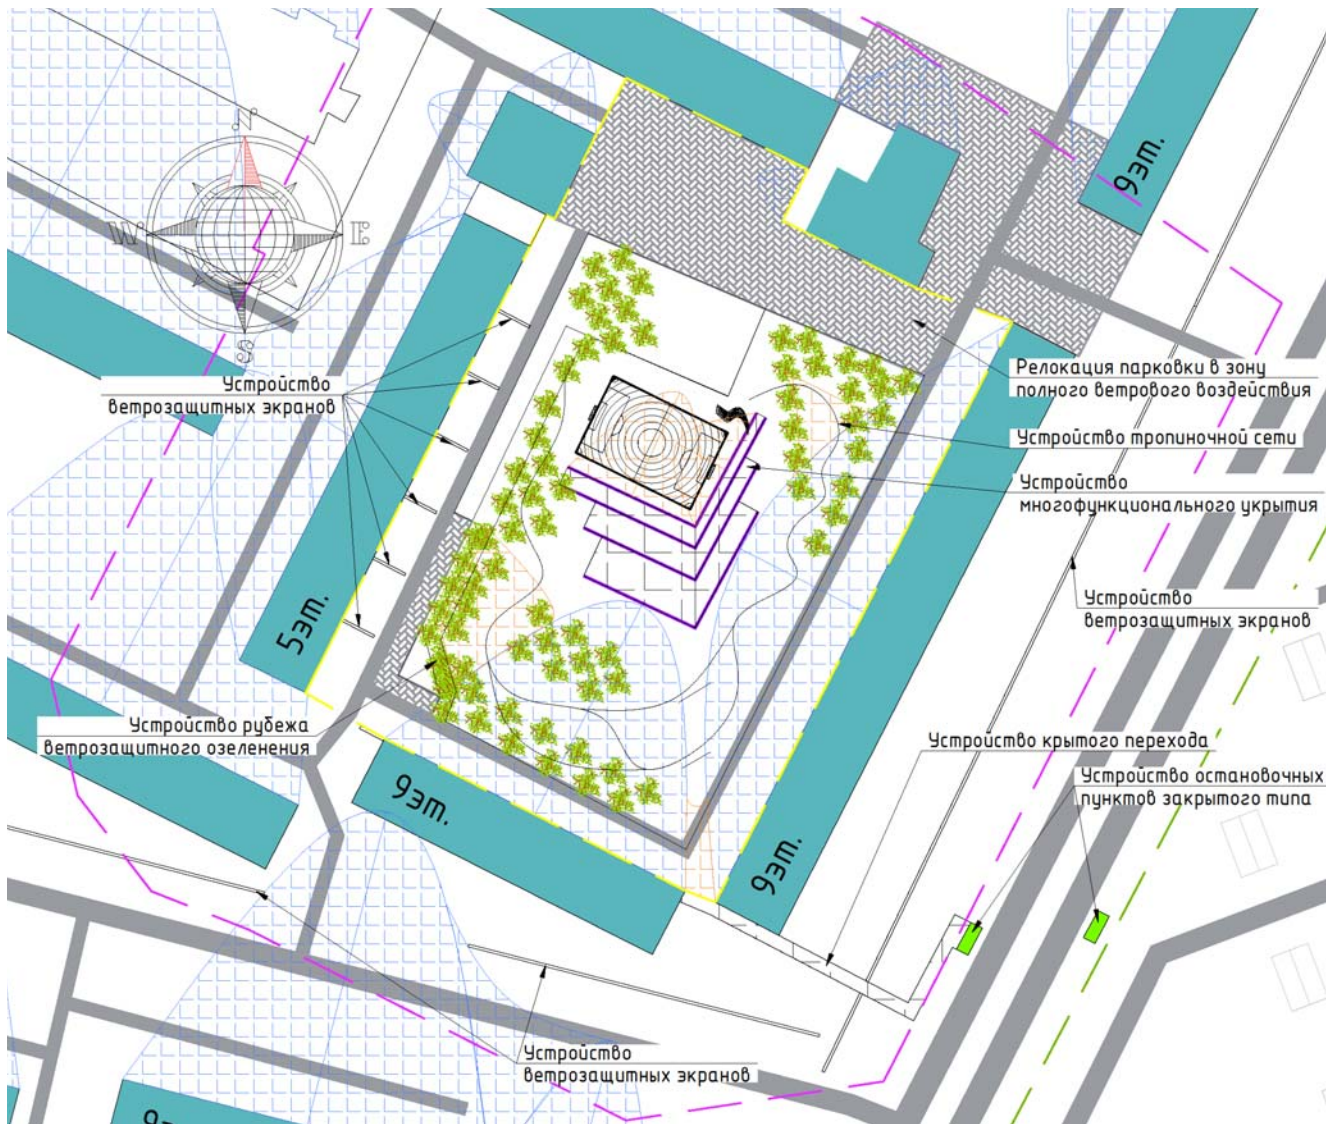 N
W
E
S
9эт.
Устройство
ветрозащитных экранов
Релокация парковки в зону
полного ветрового воздействия
Устройство тропиночной сети
Устройство
многофункционального укрытия
Устройство
ветрозащитных экранов
5эт.
Устройство рубежа
ветрозащитного озеленения
Устройство крытого перехода
Устройство остановочных
пунктов закрытого типа
9эт.
9эт.
Устройство
ветрозащитных экранов